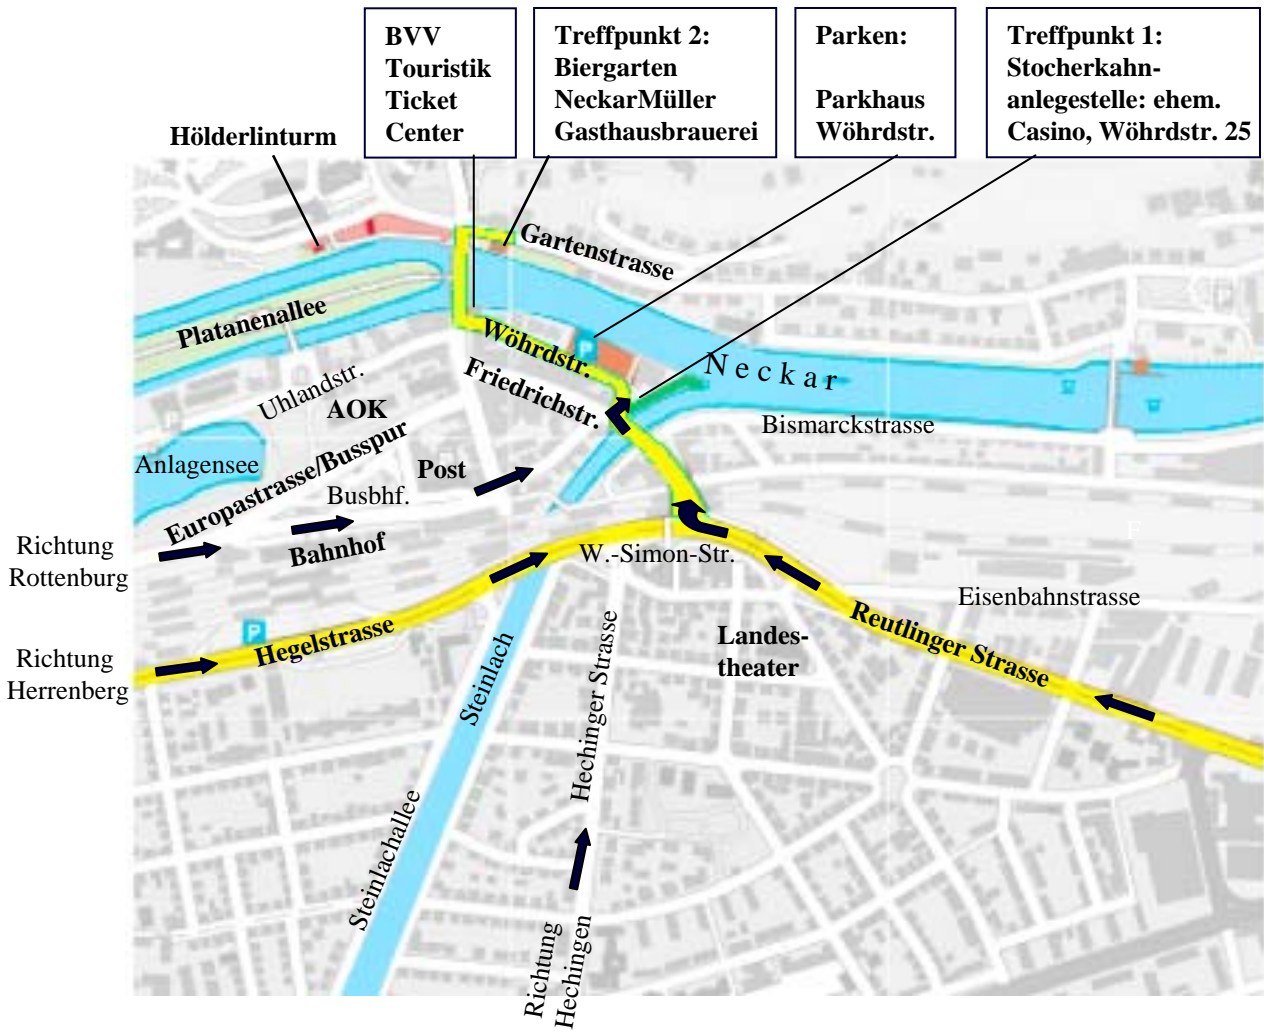 BVV
Touristik
Ticket
Center
Treffpunkt 2:
Biergarten
NeckarMüller
Gasthausbrauerei
Parken:
Parkhaus
Wöhrdstr.
Treffpunkt 1:
Stocherkahn-
anlegestelle: ehem.
Casino, Wöhrdstr. 25
Hölderlinturm
Gartenstrasse
Platanenallee
Wöhrdstr.
P
Neckar
Uhlandstr.
Friedrichstr.
AOK
Bismarckstrasse
Anlagensee
Europastrasse/Busspur
Post
Busbhf.
Bahnhof
Richtung
Rottenburg
W.-Simon-Str.
Eisenbahnstrasse
P
Hegelstrasse
Landes-
theater
Reutlinger Strasse
Richtung
Herrenberg
Steinlach
Hechinger Strasse
Steinlachallee
Richtung
Hechingen